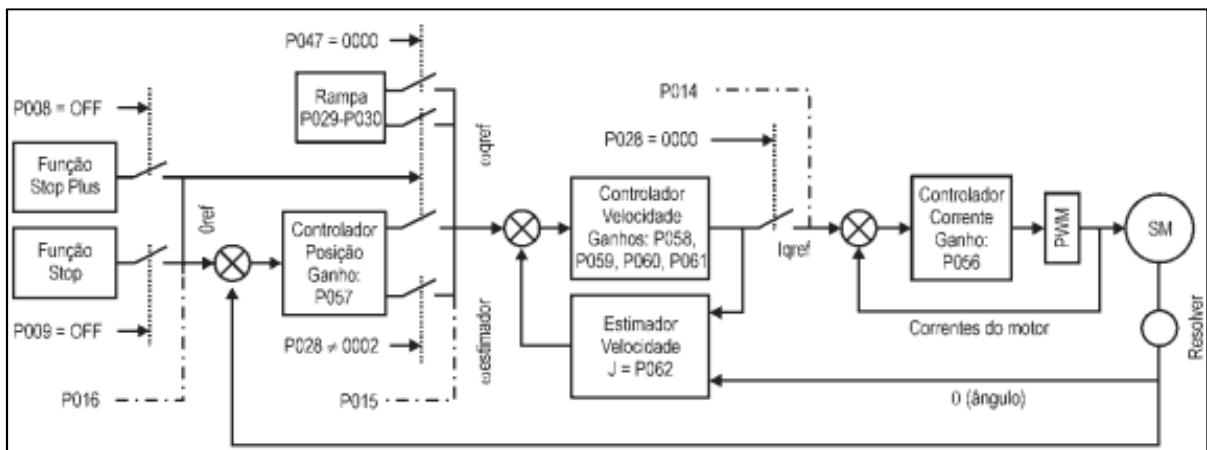 P047 = 0000
P008 = OFF
Rampa
P029-P030
Função
Stop Plus
Função
Stop
P009 = OFF
P016
0ref
Controlador
Posição
Ganho:
P057
P028 ≠ 0002
P015
ωqref
ωestimador
P014
P028 = 0000
Controlador
Velocidade
Ganhos: P058,
P059, P060, P061
Estimador
Velocidade
J = P062
Iqref
Controlador
Corrente
Ganho:
P056
PWM
SM
Correntes do motor
Resolver
0 (ângulo)